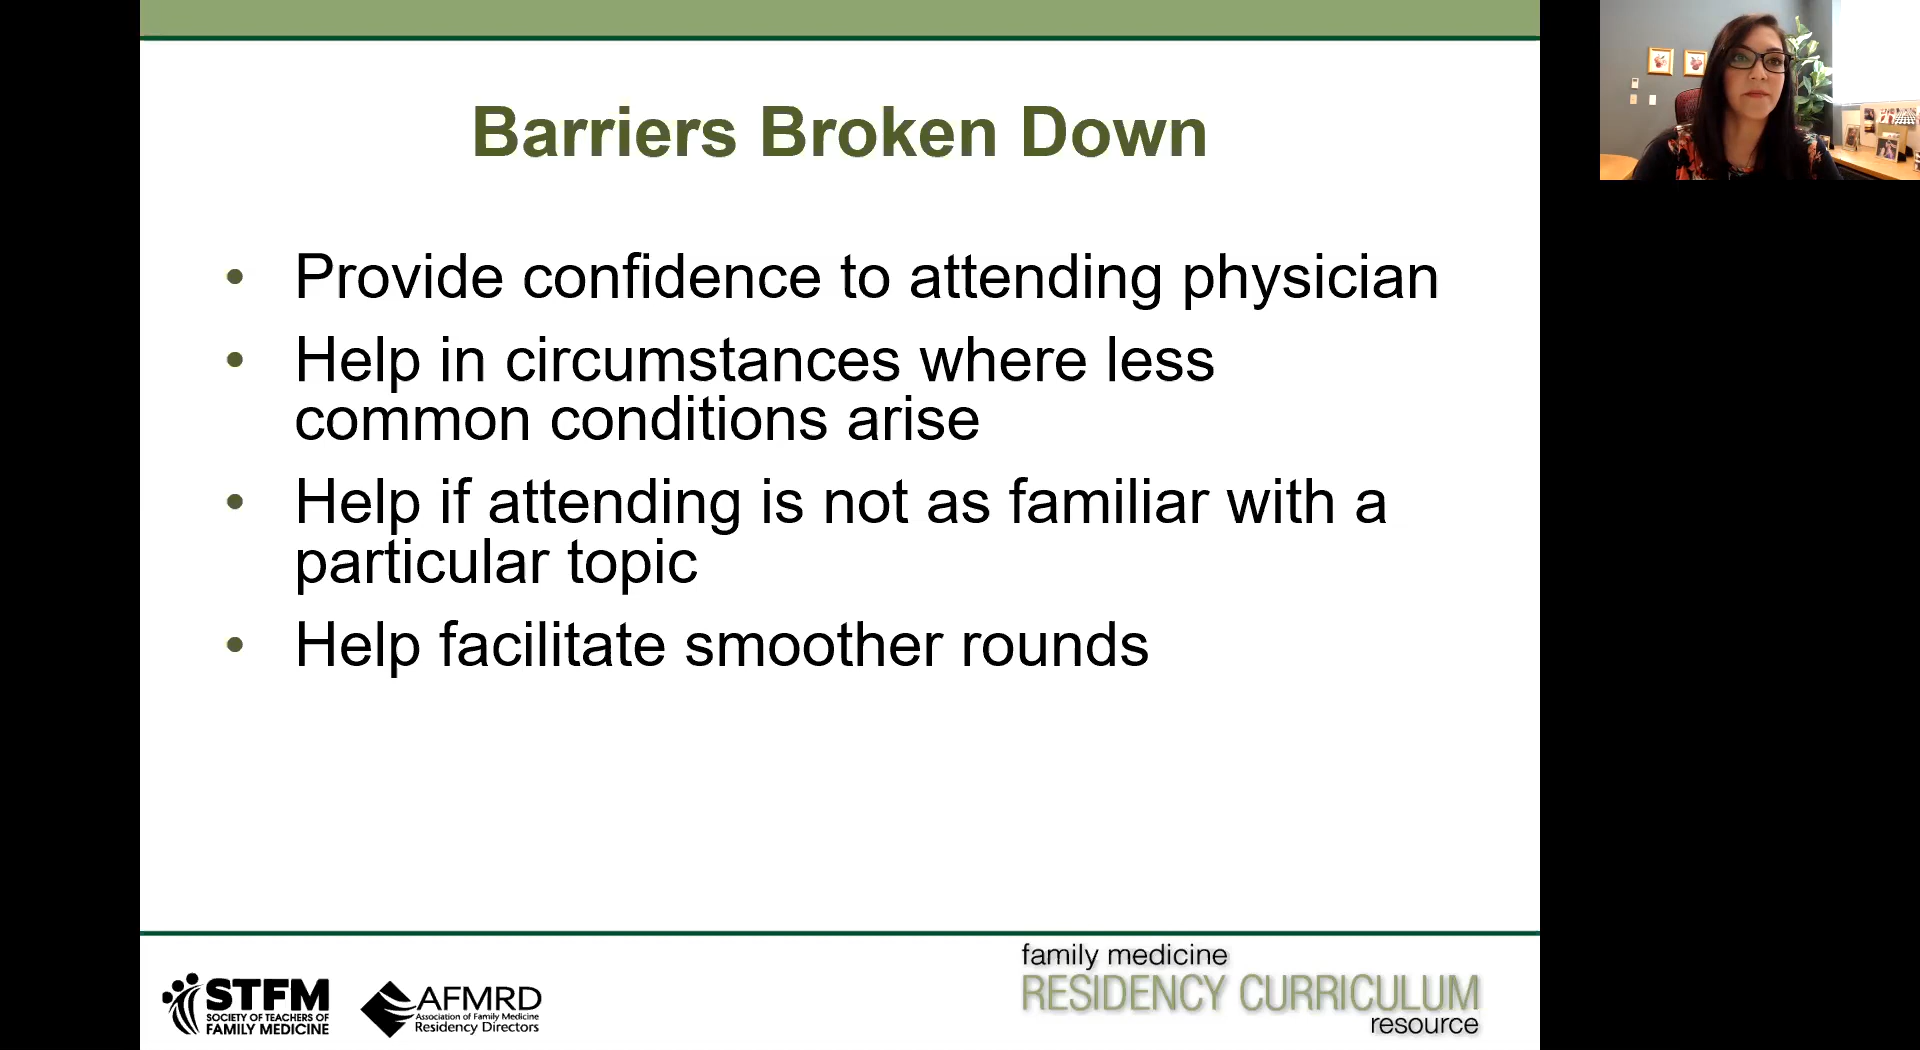 Barriers Broken Down
• Provide confidence to attending physician
• Help in circumstances where less
common conditions arise
• Help if attending is not as familiar with a
particular topic
• Help facilitate smoother rounds
STFM
SOCIETY OF TEACHERS OF
FAMILY MEDICINE
AFMRD
Association of Family Medicine
Residency Directors
family medicine
RESIDENCY CURRICULUM
resource